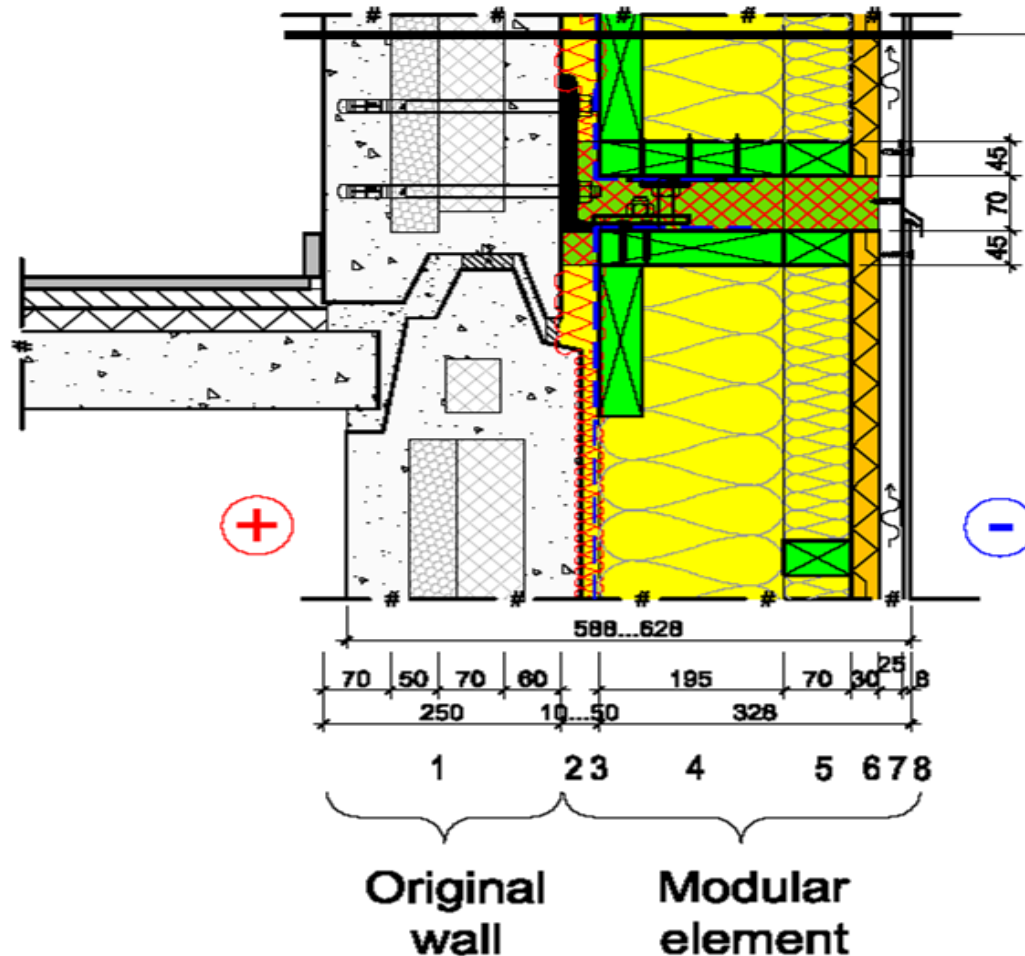 # # # # #
45
70
45
#
+ -
# # # # #
588...628
70 50 70 60 195 70 30 25 8
250 10...50 328
1 2 3 4 5 6 7 8
Original Modular
wall element